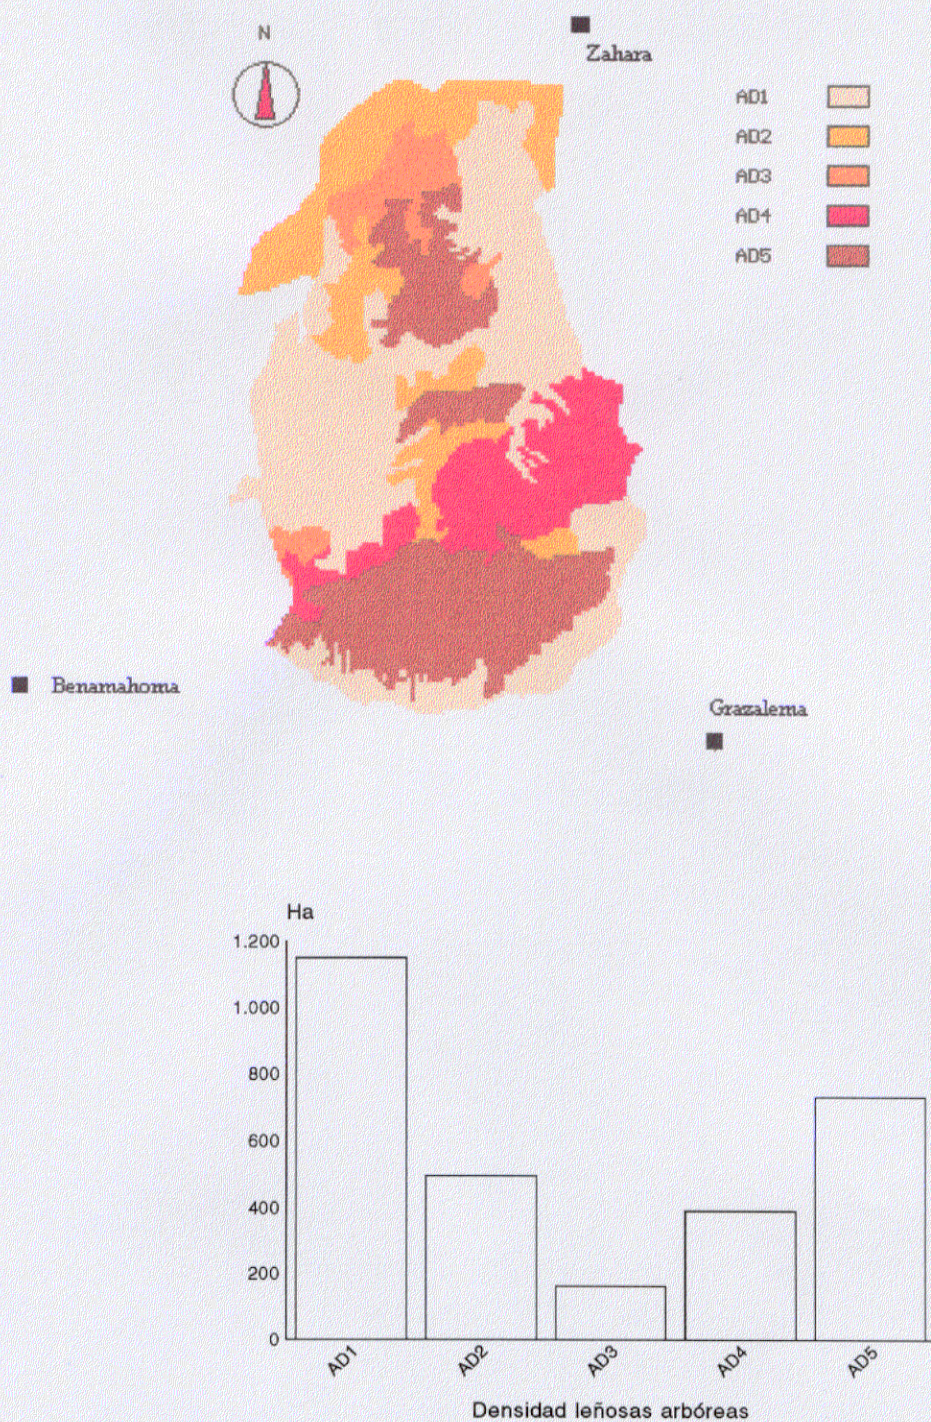 N
Zahara
AD1
AD2
AD3
AD4
AD5
Benamahoma
Grazalema
Ha
1.200
1.000
800
600
400
200
0
AD1
AD2
AD3
AD4
AD5
Densidad leñosas arbóreas